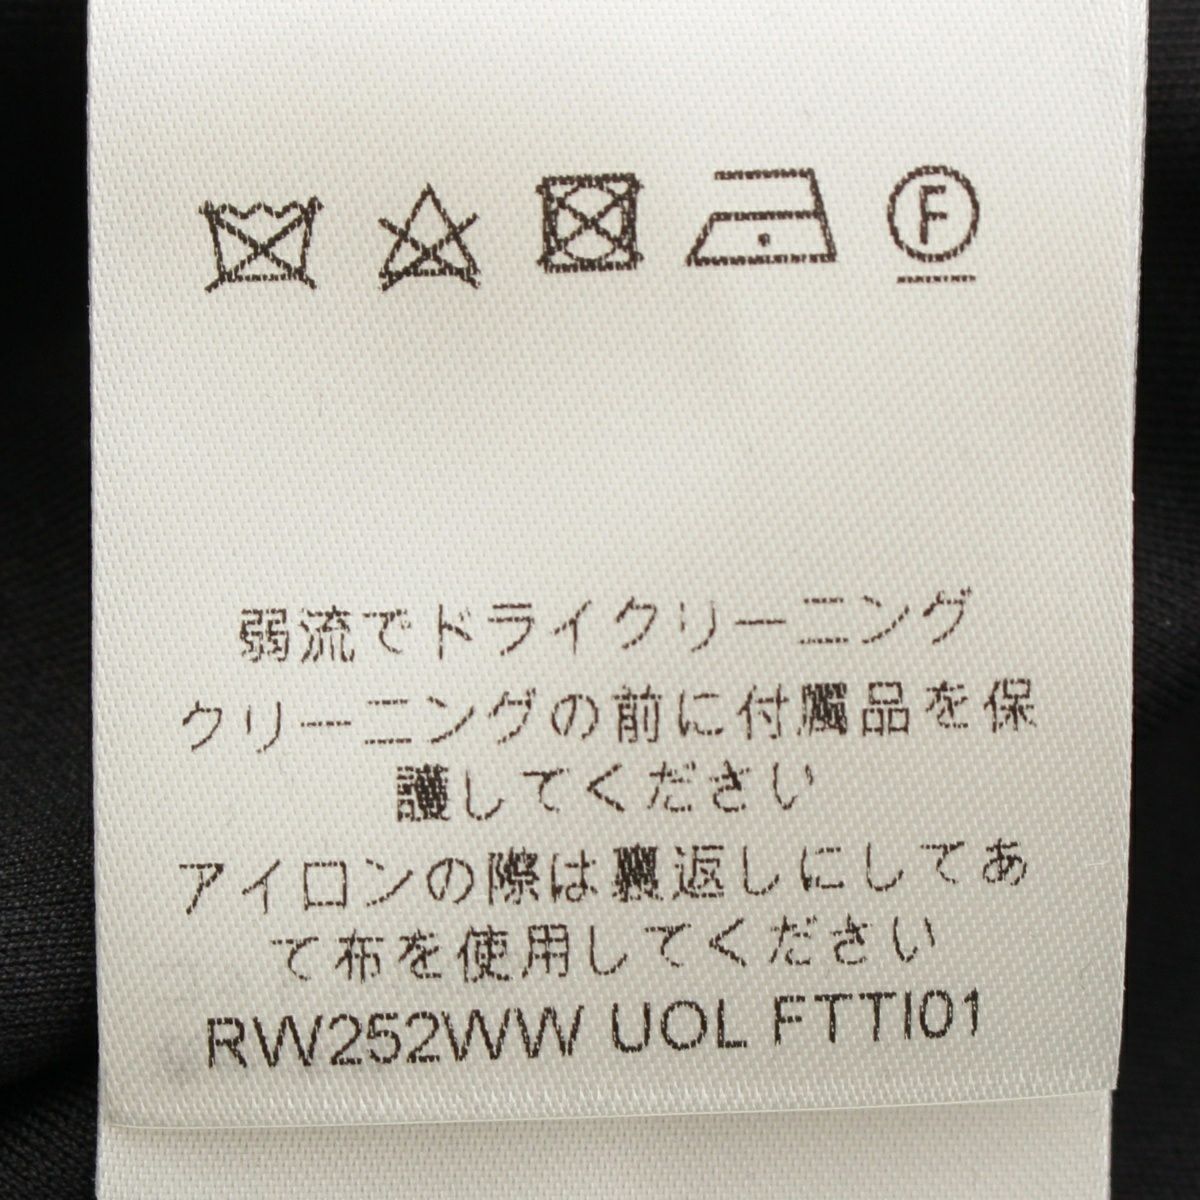 F
弱流でドライクリーニング
クリーニングの前に付属品を保
護してください
アイロンの際は裏返しにしてあ
て布を使用してください
RW252WW UOL FTTI01